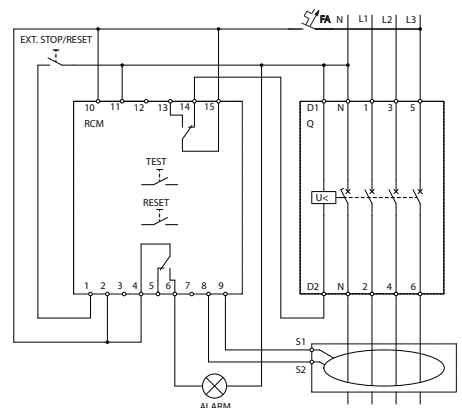 FA N L1 L2 L3
EXT. STOP/RESET
10 11 12 13 14 15
D1 N 1 3 5
RCM
Q
TEST
RESET
U<
1 2 3 4 5 6 7 8 9
D2 N 2 4 6
S1
S2
ALARM